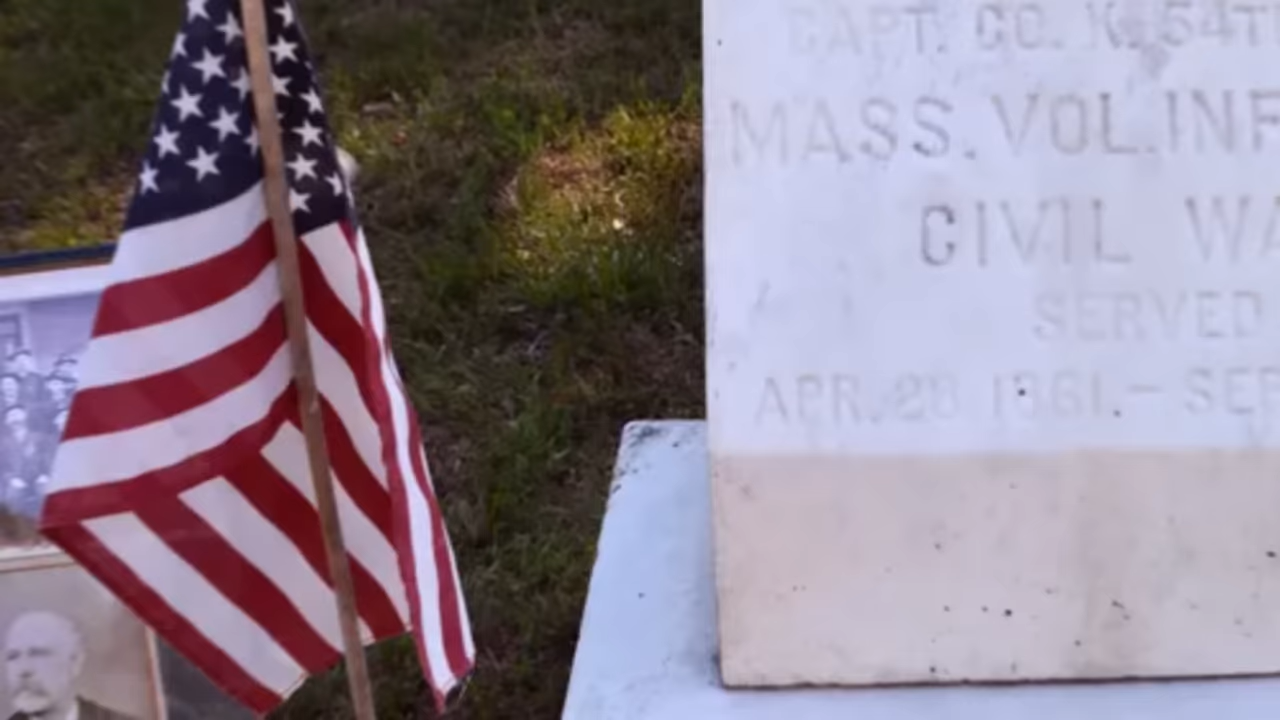 CAPT. CO. K. 54TH
MASS. VOL. INF
CIVIL WA
SERVED
APR. 28 1861. – SEP